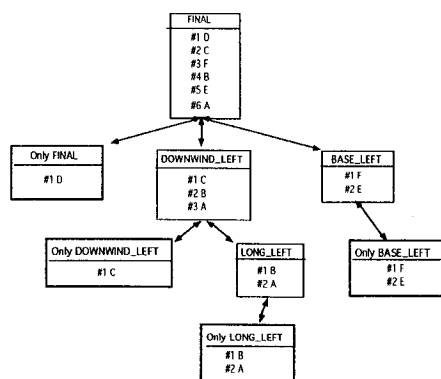 FINAL
#1 D
#2 C
#3 F
#4 B
#5 E
#6 A
Only FINAL
#1 D
DOWNWIND_LEFT
#1 C
#2 B
#3 A
BASE_LEFT
#1 F
#2 E
Only DOWNWIND_LEFT
#1 C
LONG_LEFT
#1 B
#2 A
Only BASE_LEFT
#1 F
#2 E
Only LONG_LEFT
#1 B
#2 A